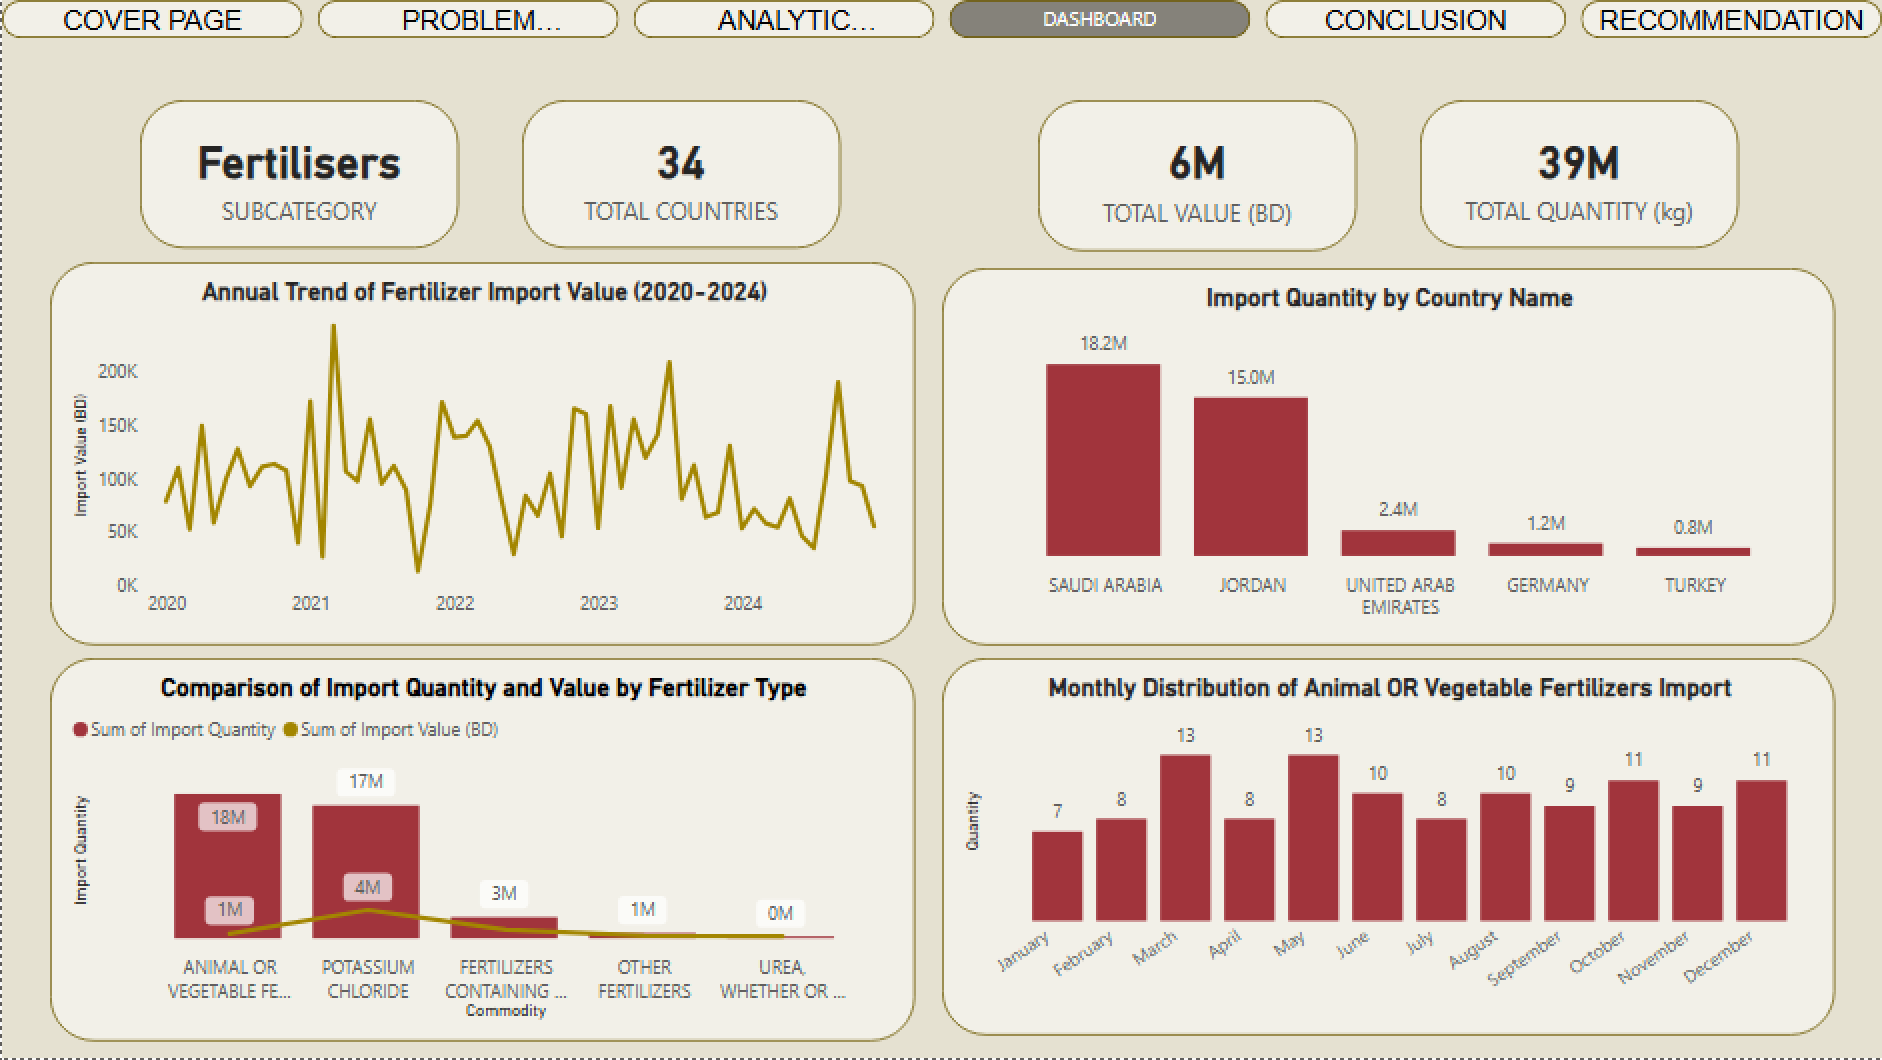 COVER PAGE
PROBLEM...
ANALYTIC...
DASHBOARD
CONCLUSION
RECOMMENDATION
Fertilisers
SUBCATEGORY
34
TOTAL COUNTRIES
6M
TOTAL VALUE (BD)
39M
TOTAL QUANTITY (kg)
Annual Trend of Fertilizer Import Value (2020-2024)
Import Value (BD)
200K
150K
100K
50K
0K
2020
2021
2022
2023
2024
Import Quantity by Country Name
18.2M
15.0M
2.4M
1.2M
0.8M
SAUDI ARABIA
JORDAN
UNITED ARAB
EMIRATES
GERMANY
TURKEY
Comparison of Import Quantity and Value by Fertilizer Type
Sum of Import Quantity
Sum of Import Value (BD)
Import Quantity
18M
17M
1M
4M
3M
1M
0M
ANIMAL OR
VEGETABLE FE...
POTASSIUM
CHLORIDE
FERTILIZERS
CONTAINING ...
OTHER
FERTILIZERS
UREA,
WHETHER OR ...
Commodity
Monthly Distribution of Animal OR Vegetable Fertilizers Import
Quantity
7
8
13
8
13
10
8
10
9
11
9
11
January
February
March
April
May
June
July
August
September
October
November
December